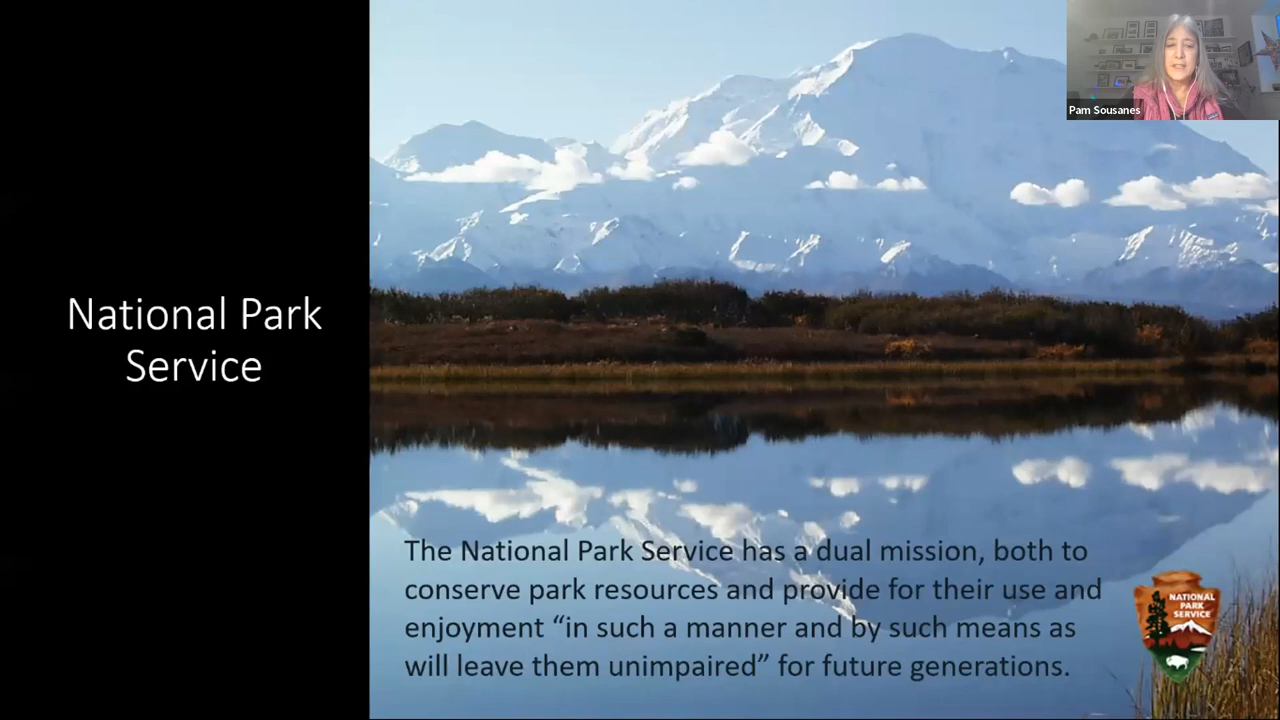 Pam Sousanes
National Park
Service
The National Park Service has a dual mission, both to
conserve park resources and provide for their use and
enjoyment “in such a manner and by such means as
will leave them unimpaired” for future generations.
NATIONAL
PARK
SERVICE